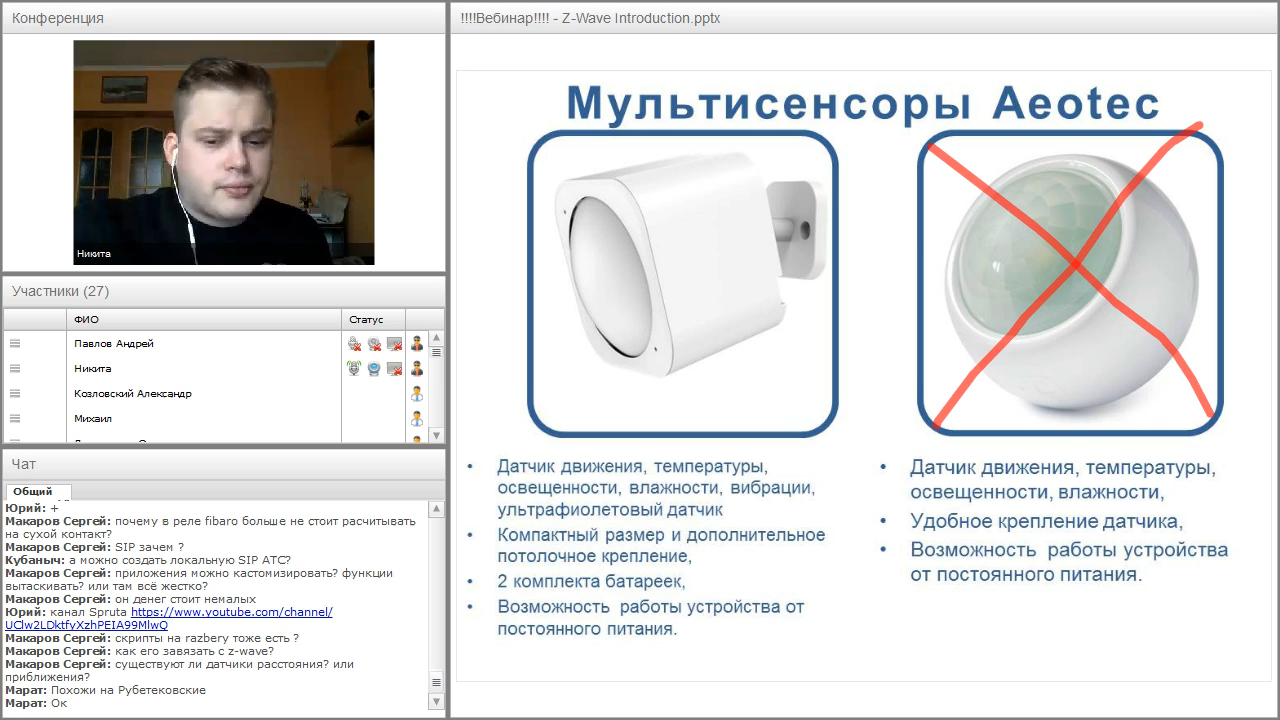 Конференция
Никита
Участники (27)
ФИО Статус
Павлов Андрей
Никита
Козловский Александр
Михаил
Чат
Общий
Юрий: +
Макаров Сергей: почему в реле fibaro больше не стоит расчитывать
на сухой контакт?
Макаров Сергей: SIP зачем ?
Кубаныч: а можно создать локальную SIP АТС?
Макаров Сергей: приложения можно кастомизировать? функции
вытаскивать? или там всё жестко?
Макаров Сергей: он денег стоит немалых
Юрий: канал Spruta https://www.youtube.com/channel/
UClw2LDktfyXzhPEIA99MlwQ
Макаров Сергей: скрипты на razbery тоже есть ?
Макаров Сергей: как его завязать с z-wave?
Макаров Сергей: существуют ли датчики расстояния? или
приближения?
Марат: Похожи на Рубетековские
Марат: Ок
!!!!Вебинар!!!! - Z-Wave Introduction.pptx
Мультисенсоры Aeotec
• Датчик движения, температуры,
освещенности, влажности, вибрации,
ультрафиолетовый датчик
• Компактный размер и дополнительное
потолочное крепление,
• 2 комплекта батареек,
• Возможность работы устройства от
постоянного питания.
• Датчик движения, температуры,
освещенности, влажности,
• Удобное крепление датчика,
• Возможность работы устройства
от постоянного питания.